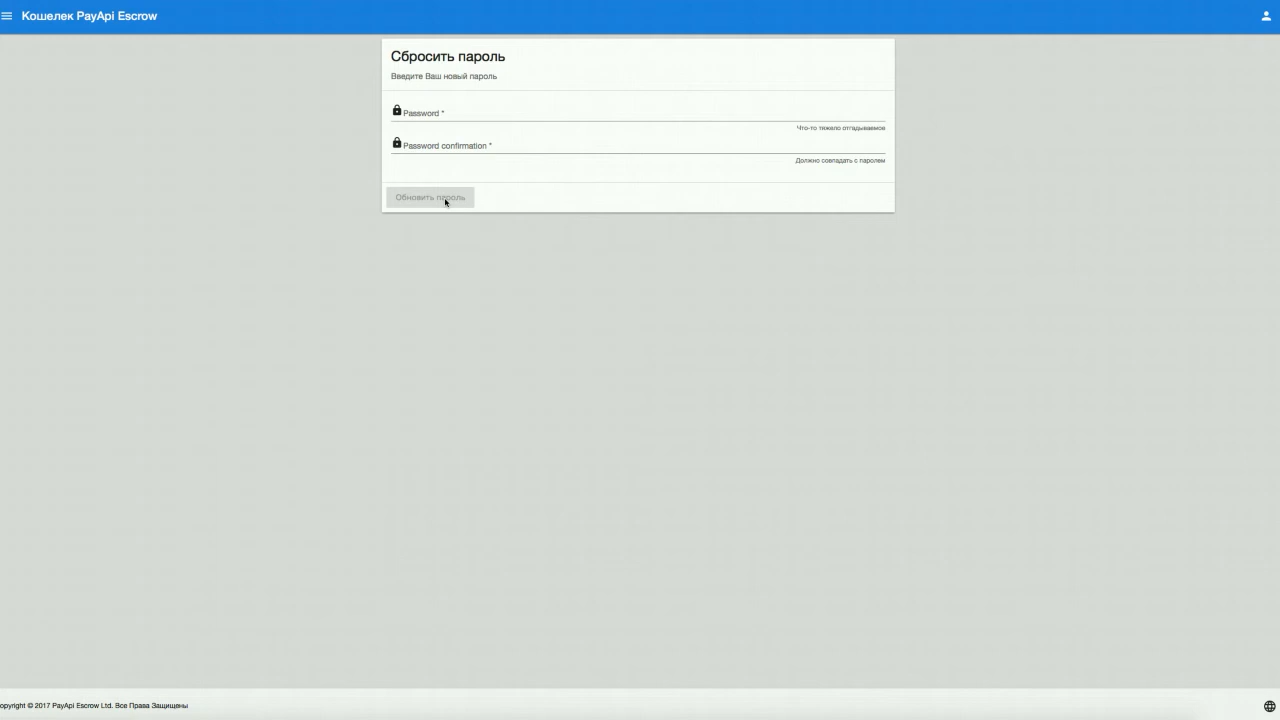 Кошелек PayApi Escrow
Сбросить пароль
Введите Ваш новый пароль
Password *
Что-то тяжело отгадываемое
Password confirmation *
Должно совпадать с паролем
Обновить пароль
opyright © 2017 PayApi Escrow Ltd. Все Права Защищены